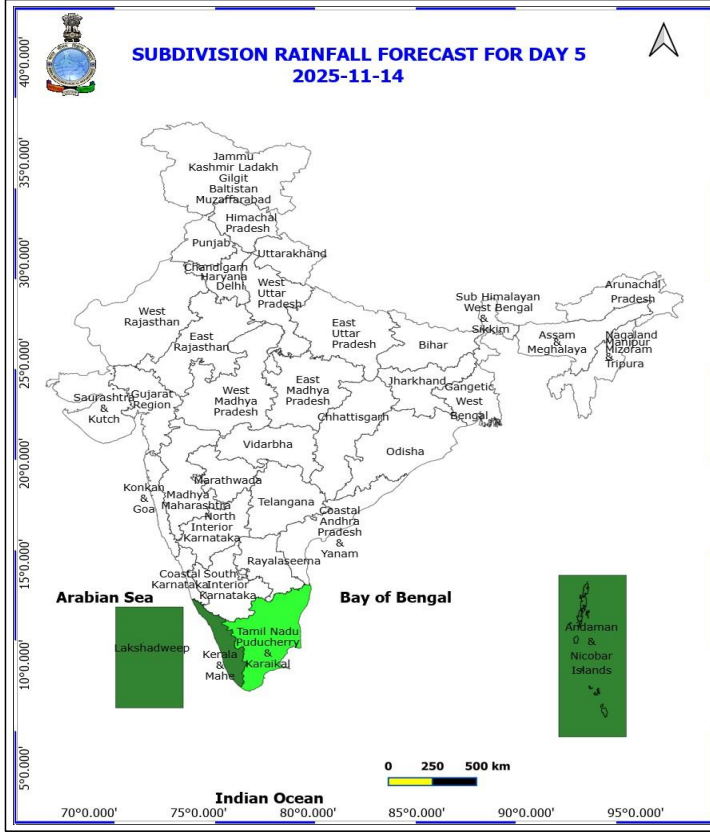 SUBDIVISION RAINFALL FORECAST FOR DAY 5
2025-11-14
40°0.000'
35°0.000'
30°0.000'
25°0.000'
20°0.000'
15°0.000'
10°0.000'
5°0.000'
Jammu
Kashmir Ladakh
Gilgit
Baltistan
Muzaffarabad
Himachal
Pradesh
Punjab
Uttarakhand
Chandigarh
Haryana
Delhi
West
Uttar
Pradesh
West
Rajasthan
East
Rajasthan
East
Uttar
Pradesh
Bihar
Sub Himalayan
West Bengal
&
Sikkim
Arunachal
Pradesh
Assam
&
Meghalaya
Nagaland
Manipur
Mizoram
&
Tripura
Saurashtra
&
Kutch
Gujarat
Region
West
Madhya
Pradesh
East
Madhya
Pradesh
Jharkhand
Gangetic
West
Bengal
Chhattisgarh
Vidarbha
Odisha
Konkan
&
Goa
Madhya
Maharashtra
Marathwada
Telangana
North
Interior
Karnataka
Coastal
Andhra
Pradesh
&
Yanam
Rayalaseema
Coastal
Karnataka
South
Interior
Karnataka
Arabian Sea
Bay of Bengal
Lakshadweep
Kerala
&
Mahe
Tamil Nadu
Puducherry
&
Karaikal
Andaman
&
Nicobar
Islands
0 250 500 km
Indian Ocean
70°0.000' 75°0.000' 80°0.000' 85°0.000' 90°0.000' 95°0.000'